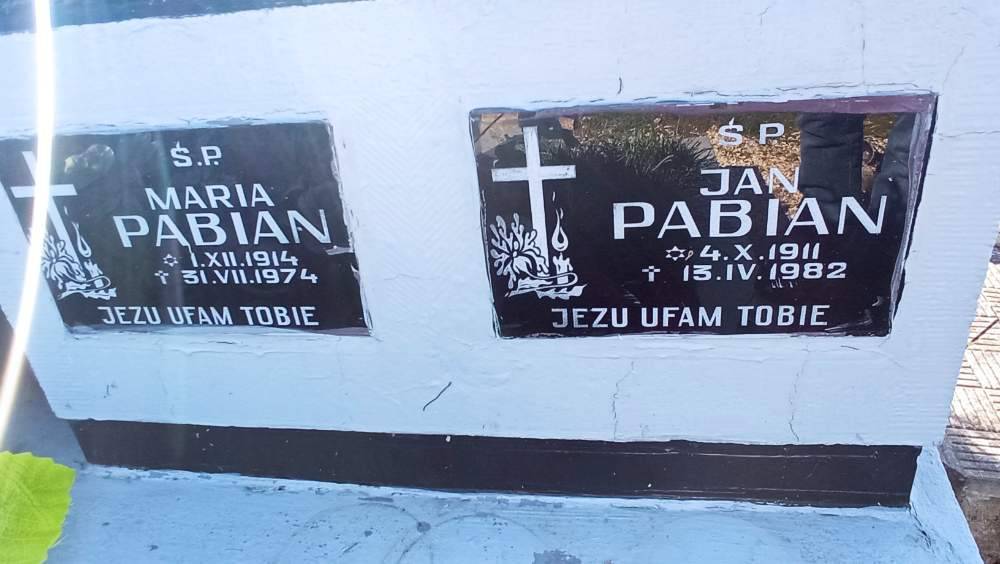 Ś.P.
MARIA
PABIAN
✡ 1.XII.1914
✝ 31.VII.1974
JEZU UFAM TOBIE
Ś P
JAN
PABIAN
✡ 4.X.1911
✝ 13.IV.1982
JEZU UFAM TOBIE